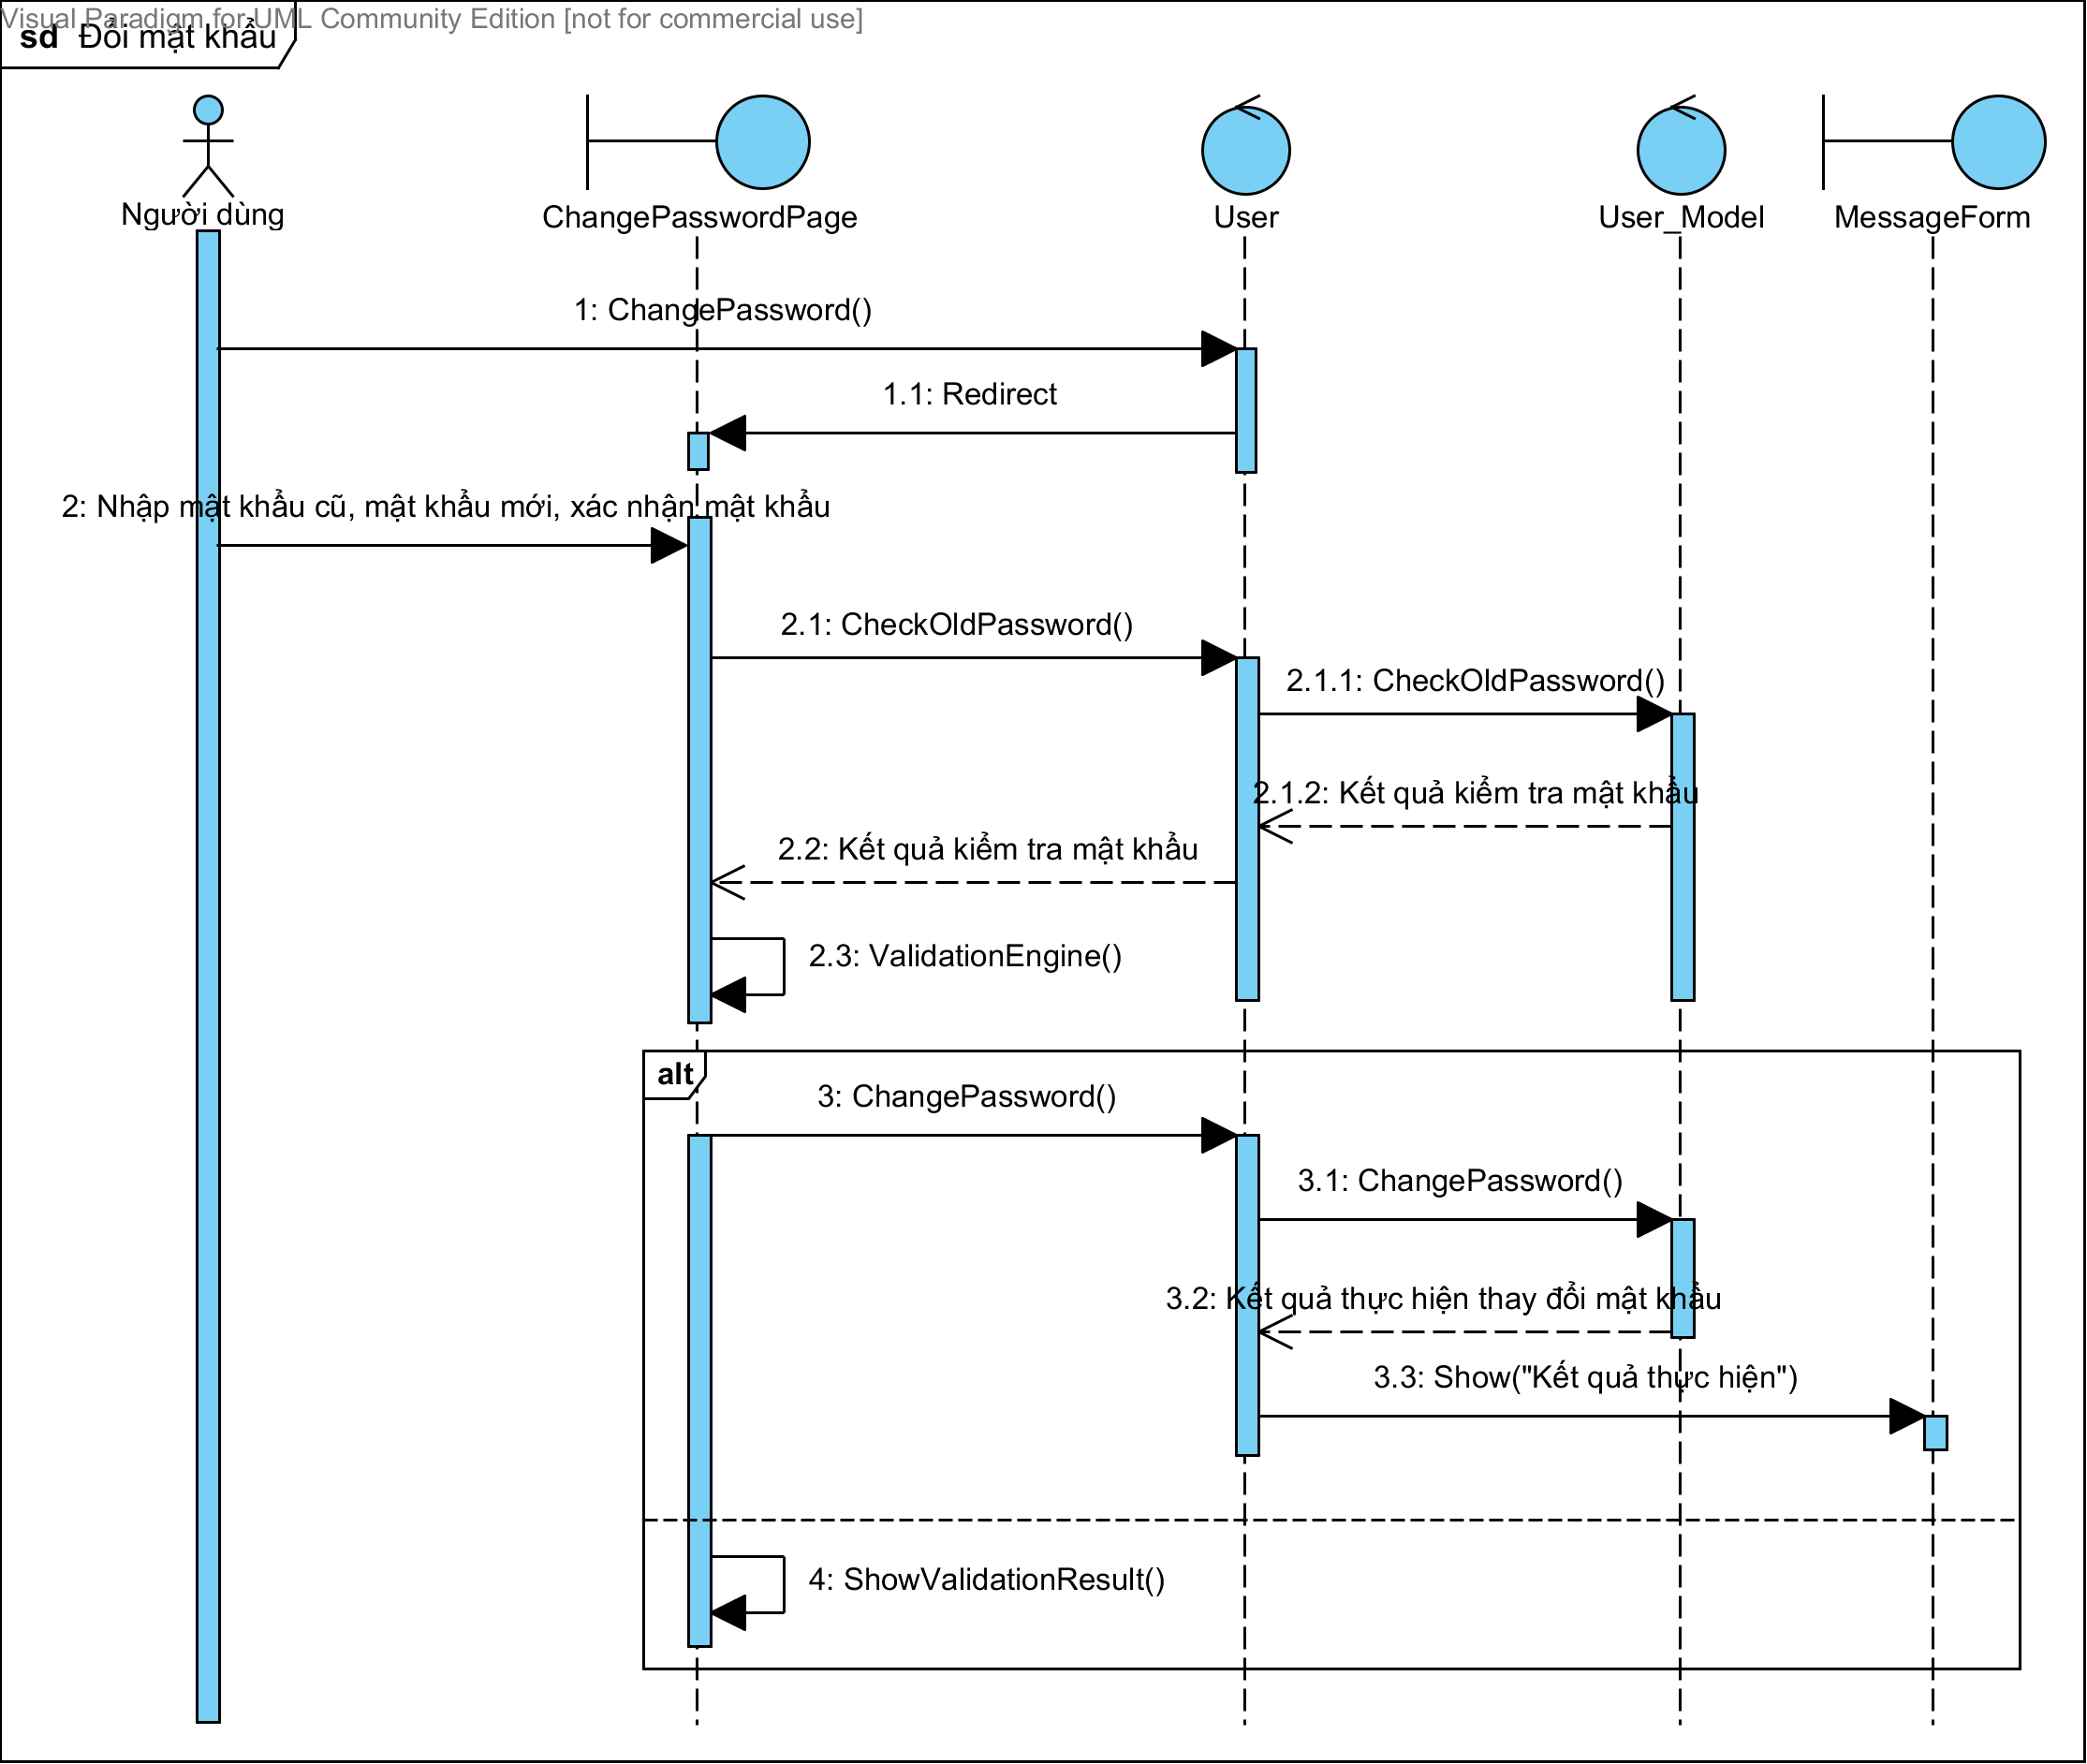 Visual Paradigm for UML Community Edition [not for commercial use]
sd Đổi mật khẩu
Người dùng
ChangePasswordPage
User
User_Model
MessageForm
1: ChangePassword()
1.1: Redirect
2: Nhập mật khẩu cũ, mật khẩu mới, xác nhận mật khẩu
2.1: CheckOldPassword()
2.1.1: CheckOldPassword()
2.1.2: Kết quả kiểm tra mật khẩu
2.2: Kết quả kiểm tra mật khẩu
2.3: ValidationEngine()
alt
3: ChangePassword()
3.1: ChangePassword()
3.2: Kết quả thực hiện thay đổi mật khẩu
3.3: Show("Kết quả thực hiện")
4: ShowValidationResult()